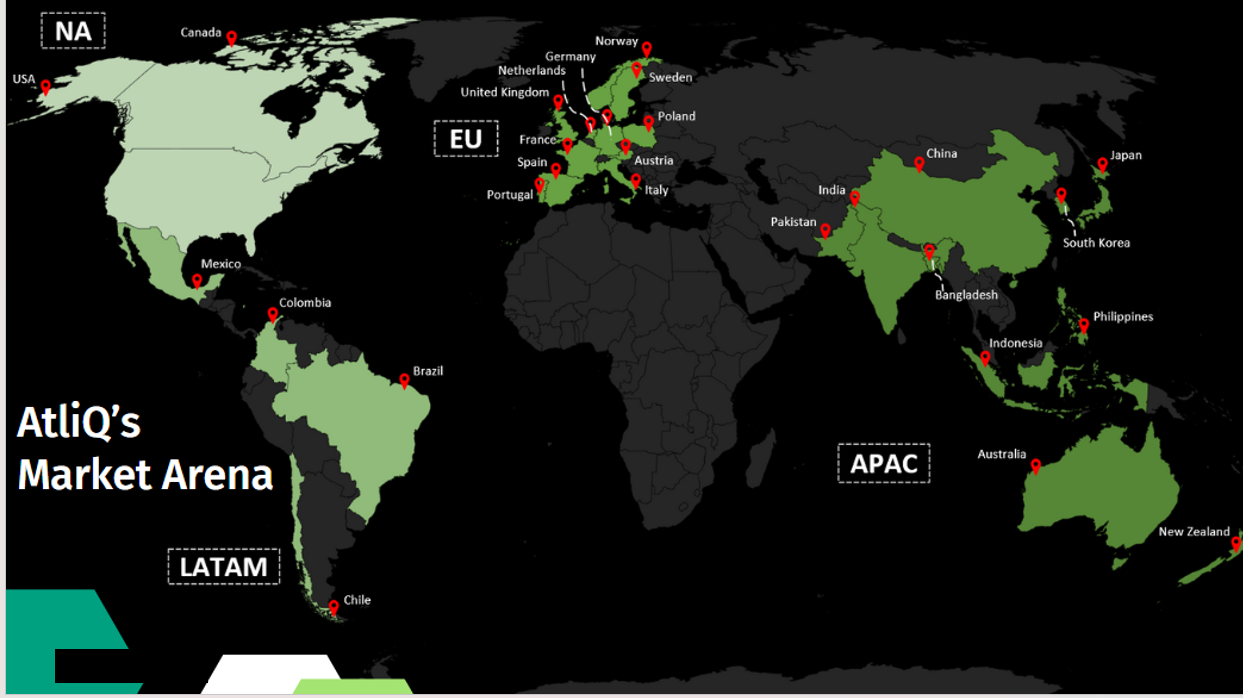 NA
Canada
USA
Norway
Germany
Netherlands
Sweden
United Kingdom
Poland
EU
France
Austria
Spain
Italy
Portugal
China
Japan
India
Pakistan
South Korea
Bangladesh
Mexico
Colombia
Philippines
Indonesia
Brazil
AtliQ's
Market Arena
APAC
Australia
New Zealand
LATAM
Chile